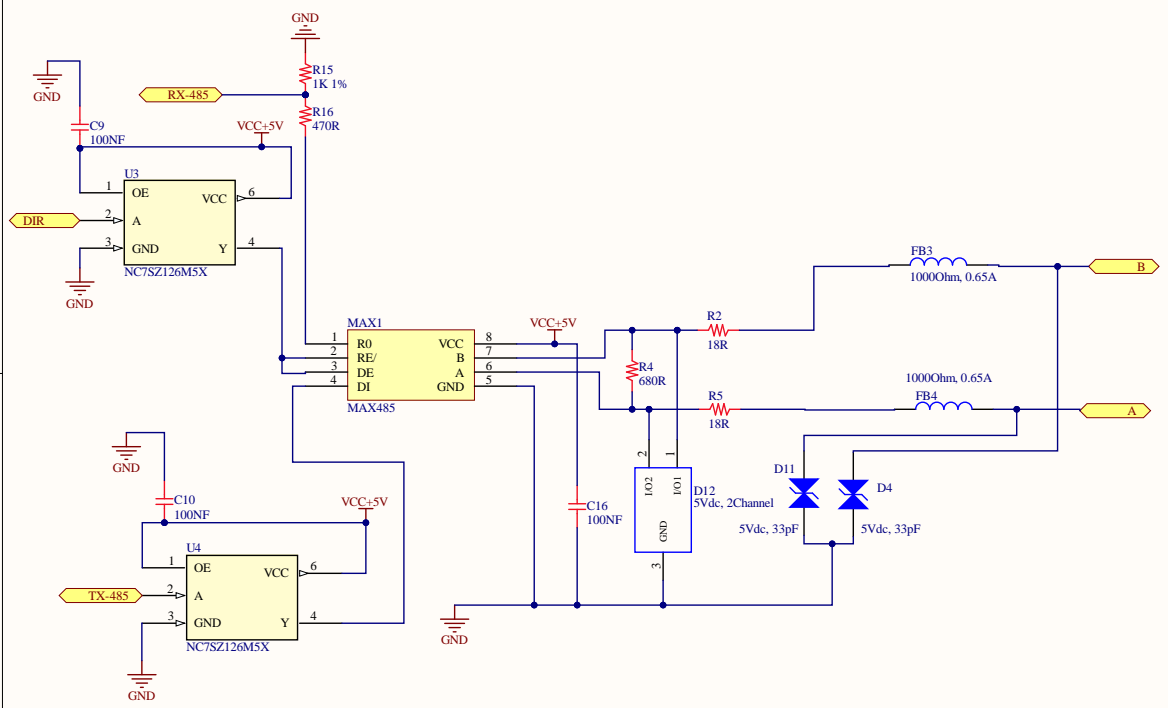 GND
R15
1K 1%
RX-485
R16
470R
GND
C9
100NF
VCC+5V
U3
1
OE
VCC
6
DIR
2
A
3
GND
Y
4
NC7SZ126M5X
GND
FB3
1000Ohm, 0.65A
B
MAX1
VCC+5V
R2
18R
1
R0
VCC
8
2
RE/
B
7
3
DE
A
6
4
DI
GND
5
MAX485
R4
680R
1000Ohm, 0.65A
FB4
R5
18R
A
GND
C10
100NF
VCC+5V
2
1
I/O2
I/O1
GND
3
D12
5Vdc, 2Channel
D11
D4
5Vdc, 33pF
5Vdc, 33pF
C16
100NF
U4
1
OE
VCC
6
TX-485
2
A
3
GND
Y
4
NC7SZ126M5X
GND
GND